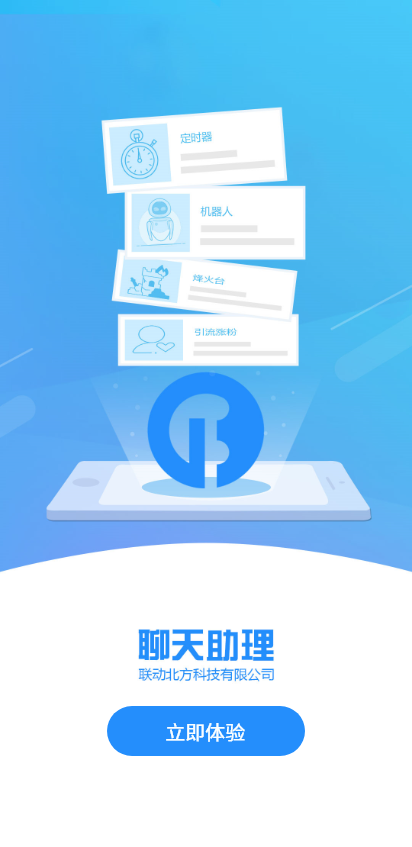 定时器
机器人
烽火台
引流涨粉
聊天助理
联动北方科技有限公司
立即体验